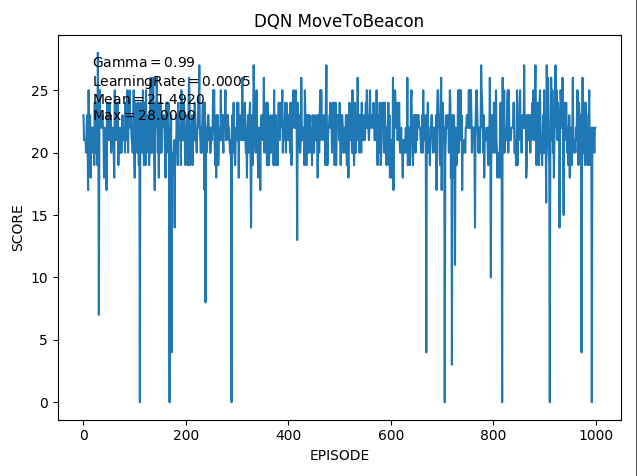 DQN MoveToBeacon
Gamma = 0.99
LearningRate = 0.0005
Mean = 21.4920
Max = 28.0000
25
20
15
10
5
0
SCORE
0 200 400 600 800 1000
EPISODE